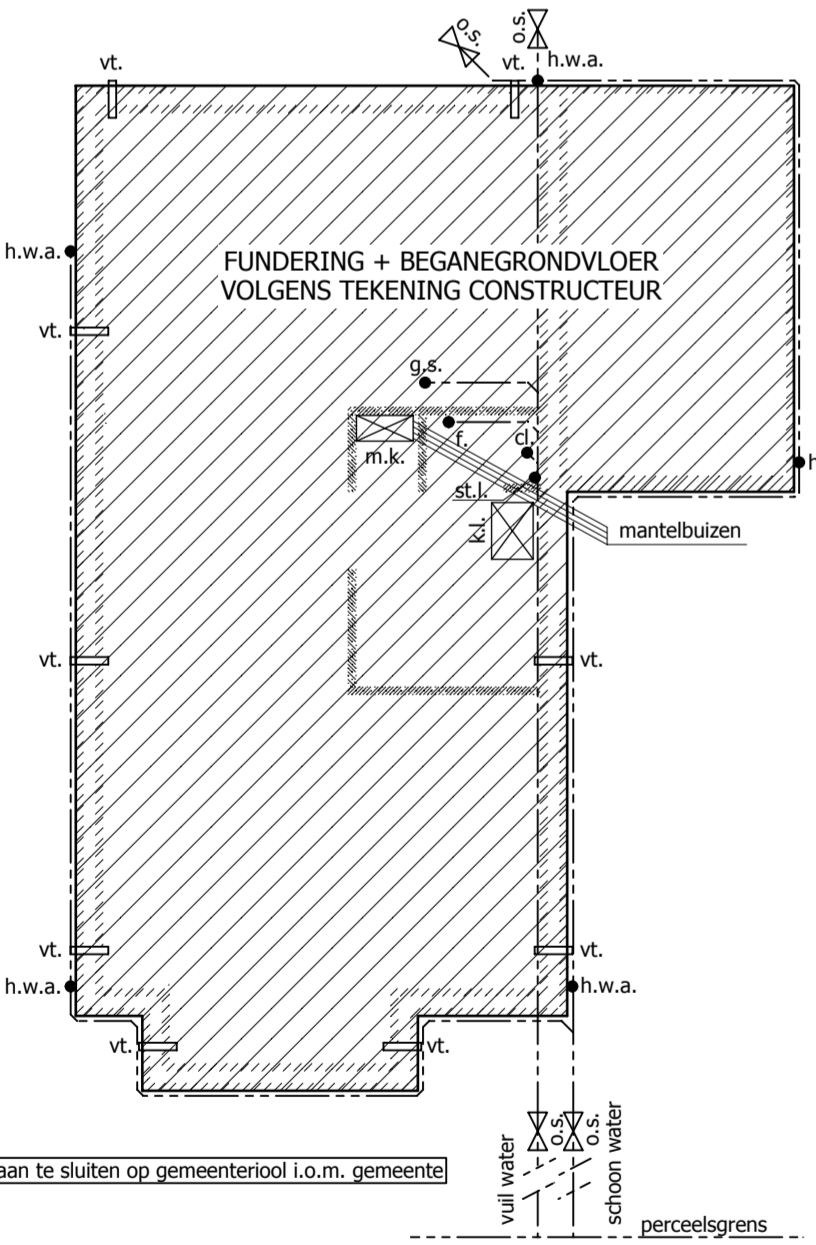 o.s.
o.s.
vt.
vt.
h.w.a.
h.w.a.
FUNDERING + BEGANEGRONDVLOER
VOLGENS TEKENING CONSTRUCTEUR
vt.
g.s.
f.
cl.
m.k.
h
st.l.
k.l.
mantelbuizen
vt.
vt.
vt.
vt.
h.w.a.
h.w.a.
vt.
vt.
o.s.
o.s.
aan te sluiten op gemeenteriool i.o.m. gemeente
vuil water
schoon water
perceelsgrens